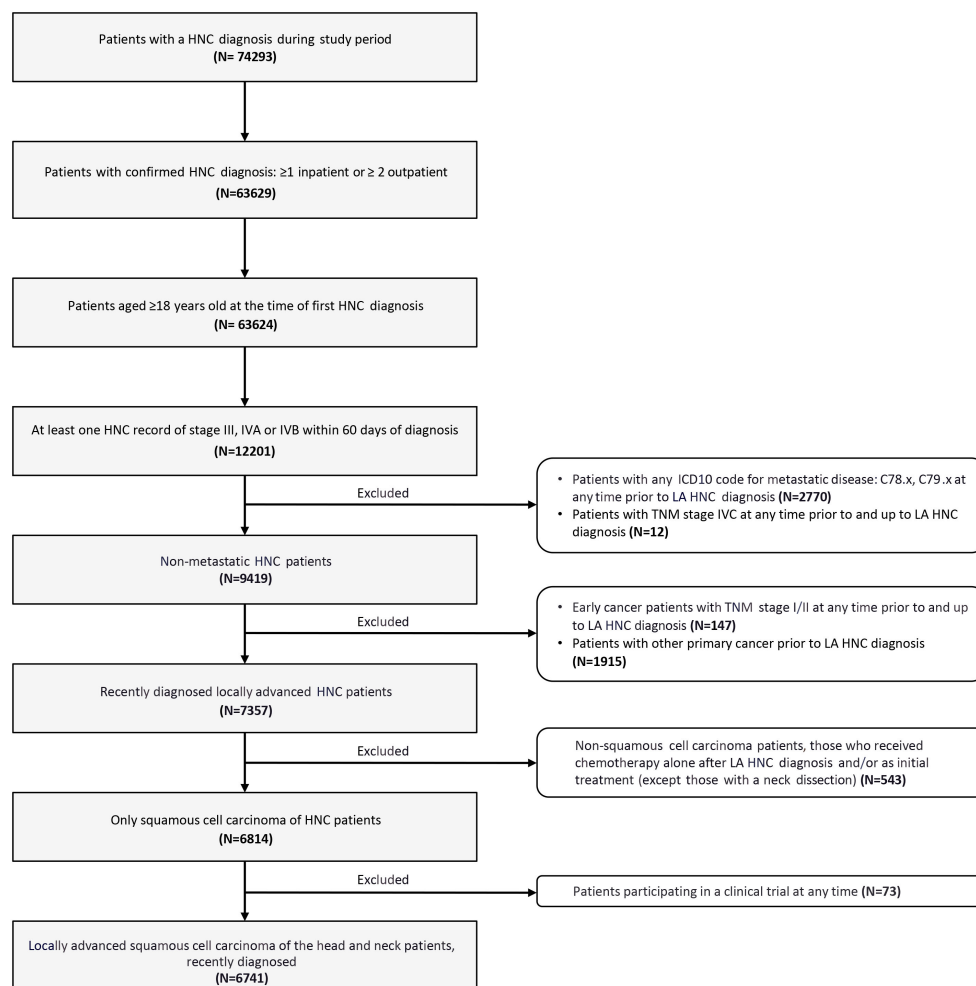 Patients with a HNC diagnosis during study period
(N= 74293)
Patients with confirmed HNC diagnosis: ≥1 inpatient or ≥ 2 outpatient
(N=63629)
Patients aged ≥18 years old at the time of first HNC diagnosis
(N= 63624)
At least one HNC record of stage III, IVA or IVB within 60 days of diagnosis
(N=12201)
Excluded
• Patients with any ICD10 code for metastatic disease: C78.x, C79.x at
any time prior to LA HNC diagnosis (N=2770)
• Patients with TNM stage IVC at any time prior to and up to LA HNC
diagnosis (N=12)
Non-metastatic HNC patients
(N=9419)
Excluded
• Early cancer patients with TNM stage I/II at any time prior to and up
to LA HNC diagnosis (N=147)
• Patients with other primary cancer prior to LA HNC diagnosis
(N=1915)
Recently diagnosed locally advanced HNC patients
(N=7357)
Excluded
Non-squamous cell carcinoma patients, those who received
chemotherapy alone after LA HNC diagnosis and/or as initial
treatment (except those with a neck dissection) (N=543)
Only squamous cell carcinoma of HNC patients
(N=6814)
Excluded
Patients participating in a clinical trial at any time (N=73)
Locally advanced squamous cell carcinoma of the head and neck patients,
recently diagnosed
(N=6741)